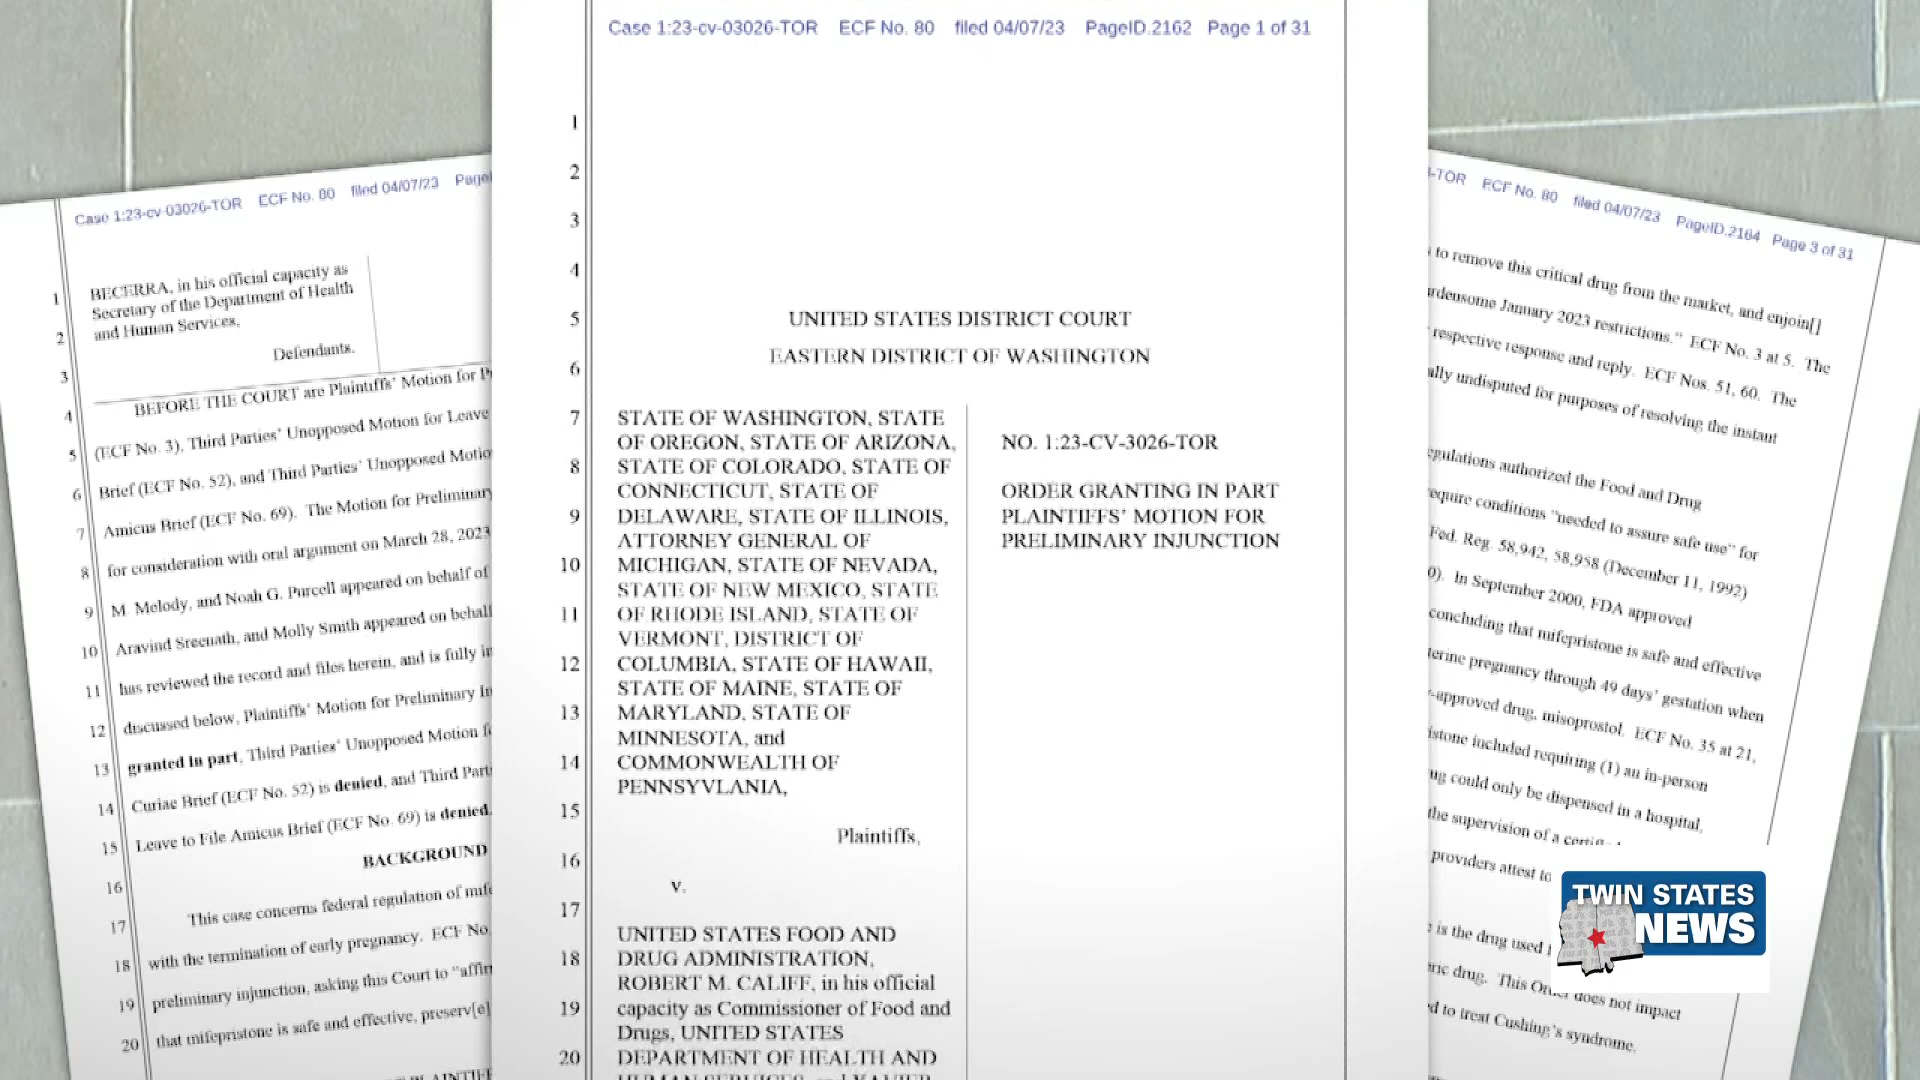 Case 1:23-cv-03026-TOR ECF No. 80 filed 04/07/23 Page
BECERRA, in his official capacity as
Secretary of the Department of Health
and Human Services,
Defendants.
BEFORE THE COURT are Plaintiffs' Motion for
(ECF No. 3), Third Parties' Unopposed Motion for Leave
Brief (ECF No. 52), and Third Parties' Unopposed
Amicus Brief (ECF No. 69). The Motion for
for consideration with oral argument on March 28, 2023
M. Melody, and Noah G. Purcell appeared on behalf of
Aravind Sreenath, and Molly Smith appeared on
has reviewed the record and files herein, and is fully
discussed below, Plaintiffs' Motion for Preliminary
granted in part, Third Parties' Unopposed Motion
Curiae Brief (ECF No. 52) is denied, and Third
Leave to File Amicus Brief (ECF No. 69) is denied.
BACKGROUND
This case concerns federal regulation of
with the termination of early pregnancy. ECF No.
preliminary injunction, asking this Court to
that mifepristone is safe and effective, preserv[e]
1
2
3
4
5
6
7
8
9
10
11
12
13
14
15
16
17
18
19
20
Case 1:23-cv-03026-TOR ECF No. 80 filed 04/07/23 PageID.2162 Page 1 of 31
1
2
3
4
5
6
7
8
9
10
11
12
13
14
15
16
17
18
19
20
UNITED STATES DISTRICT COURT
EASTERN DISTRICT OF WASHINGTON
STATE OF WASHINGTON, STATE
OF OREGON, STATE OF ARIZONA,
STATE OF COLORADO, STATE OF
CONNECTICUT, STATE OF
DELAWARE, STATE OF ILLINOIS,
ATTORNEY GENERAL OF
MICHIGAN, STATE OF NEVADA,
STATE OF NEW MEXICO, STATE
OF RHODE ISLAND, STATE OF
VERMONT, DISTRICT OF
COLUMBIA, STATE OF HAWAII,
STATE OF MAINE, STATE OF
MARYLAND, STATE OF
MINNESOTA, and
COMMONWEALTH OF
PENNSYVLANIA,
Plaintiffs,
v.
UNITED STATES FOOD AND
DRUG ADMINISTRATION,
ROBERT M. CALIFF, in his official
capacity as Commissioner of Food and
Drugs, UNITED STATES
DEPARTMENT OF HEALTH AND
NO. 1:23-CV-3026-TOR
ORDER GRANTING IN PART
PLAINTIFFS' MOTION FOR
PRELIMINARY INJUNCTION
-TOR ECF No. 80 filed 04/07/23 PageID.2164 Page 3 of 31
to remove this critical drug from the market, and enjoin[]
January 2023 restrictions." ECF No. 3 at 5. The
respective response and reply. ECF Nos. 51, 60. The
undisputed for purposes of resolving the instant
authorized the Food and Drug
conditions "needed to assure safe use" for
Fed. Reg. 58,942, 58,958 (December 11, 1992)
In September 2000, FDA approved
concluding that mifepristone is safe and effective
pregnancy through 49 days' gestation when
-approved drug, misoprostol. ECF No. 35 at 21,
included requiring (1) an in-person
could only be dispensed in a hospital,
the supervision of a
providers attest to
is the drug used
drug. This Order does not impact
to treat Cushing's syndrome.
TWIN STATES
NEWS